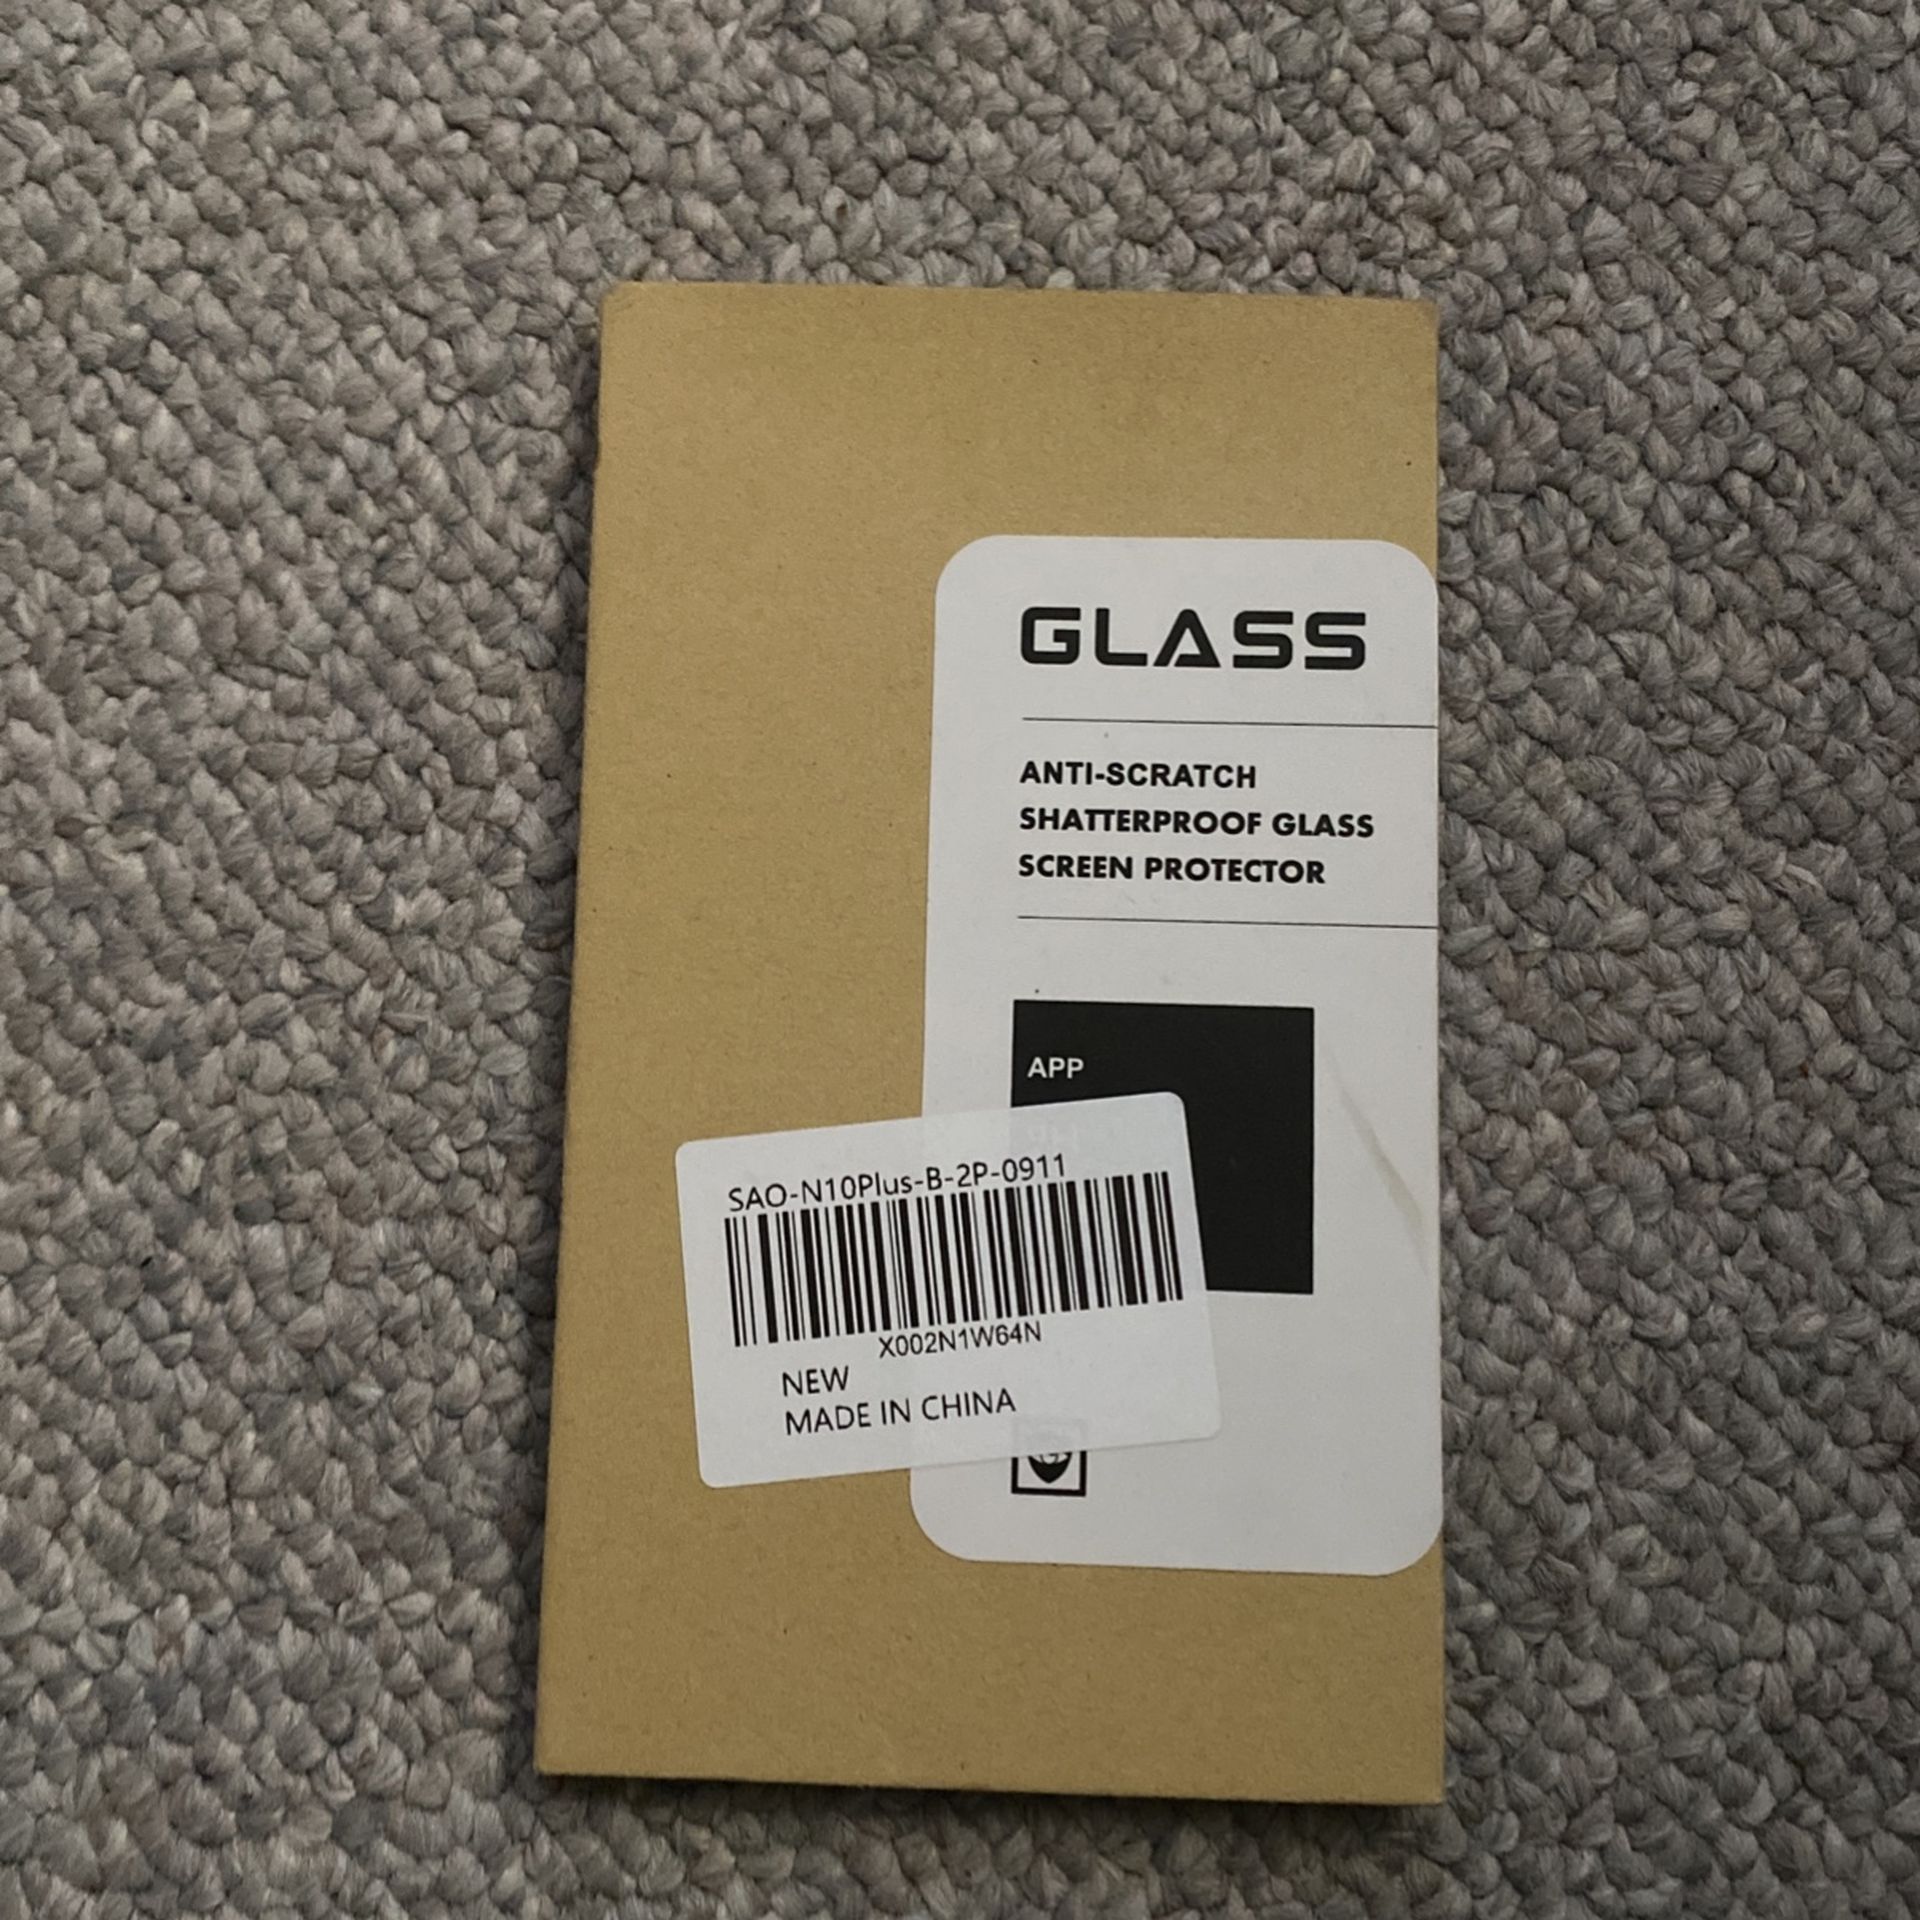 GLASS
ANTI-SCRATCH
SHATTERPROOF GLASS
SCREEN PROTECTOR
APP
SAO-N10Plus-B-2P-0911
X002N1W64N
NEW
MADE IN CHINA